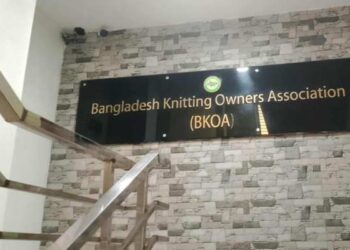 Bangladesh Knitting Owners Association
(BKOA)